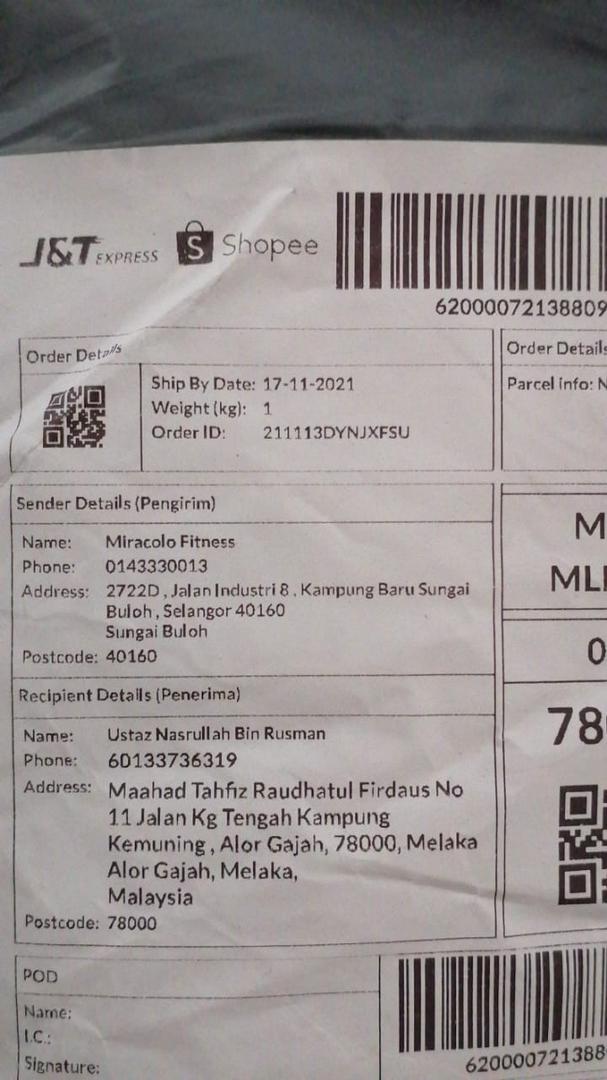 J&T EXPRESS Shopee
62000072138809
Order Details
Ship By Date: 17-11-2021
Weight (kg): 1
Order ID: 211113DYNJXFSU
Order Details
Parcel info: N
Sender Details (Pengirim)
Name: Miracolo Fitness
Phone: 0143330013
Address: 2722D , Jalan Industri 8 , Kampung Baru Sungai
Buloh , Selangor 40160
Sungai Buloh
Postcode: 40160
Recipient Details (Penerima)
Name: Ustaz Nasrullah Bin Rusman
Phone: 60133736319
Address: Maahad Tahfiz Raudhatul Firdaus No
11 Jalan Kg Tengah Kampung
Kemuning , Alor Gajah, 78000, Melaka
Alor Gajah, Melaka,
Malaysia
Postcode: 78000
M
ML
0
78
POD
Name:
I.C.:
Signature:
620000721388